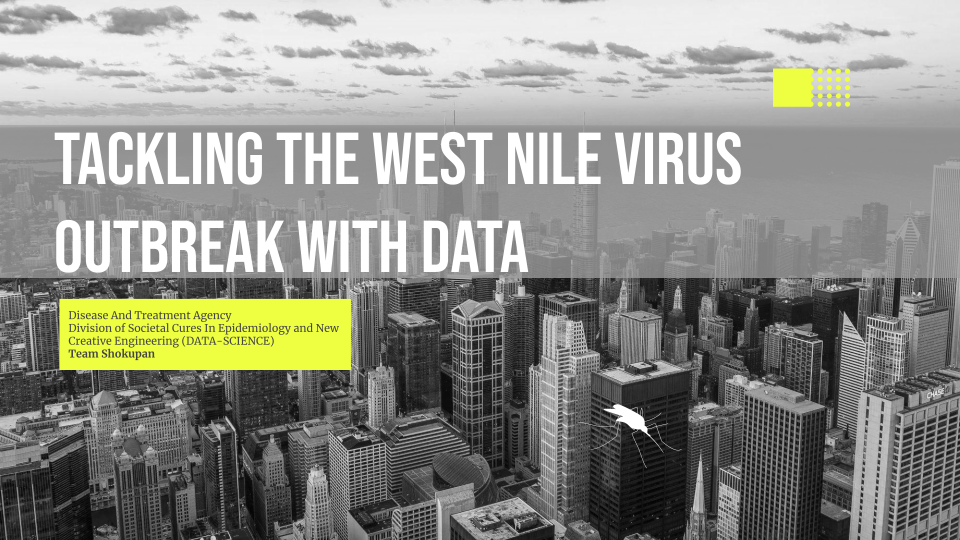 TACKLING THE WEST NILE VIRUS
OUTBREAK WITH DATA
Disease And Treatment Agency
Division of Societal Cures In Epidemiology and New
Creative Engineering (DATA-SCIENCE)
Team Shokupan
CHASE